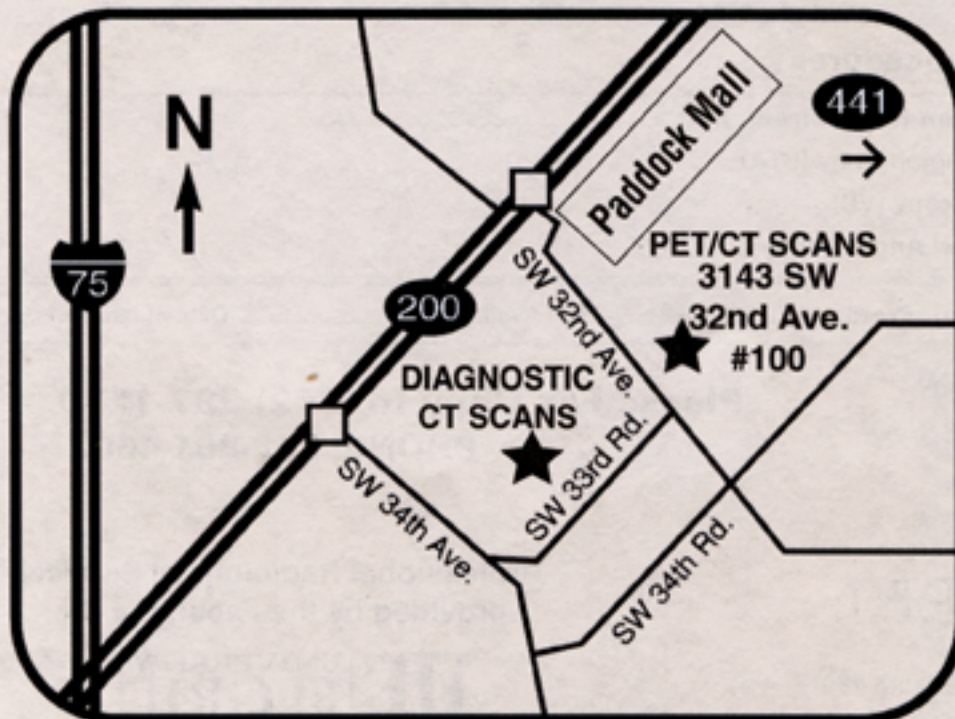 N
75
200
441
Paddock Mall
PET/CT SCANS
3143 SW
32nd Ave.
#100
DIAGNOSTIC
CT SCANS
SW 32nd Ave.
SW 33rd Rd.
SW 34th Ave.
SW 34th Rd.